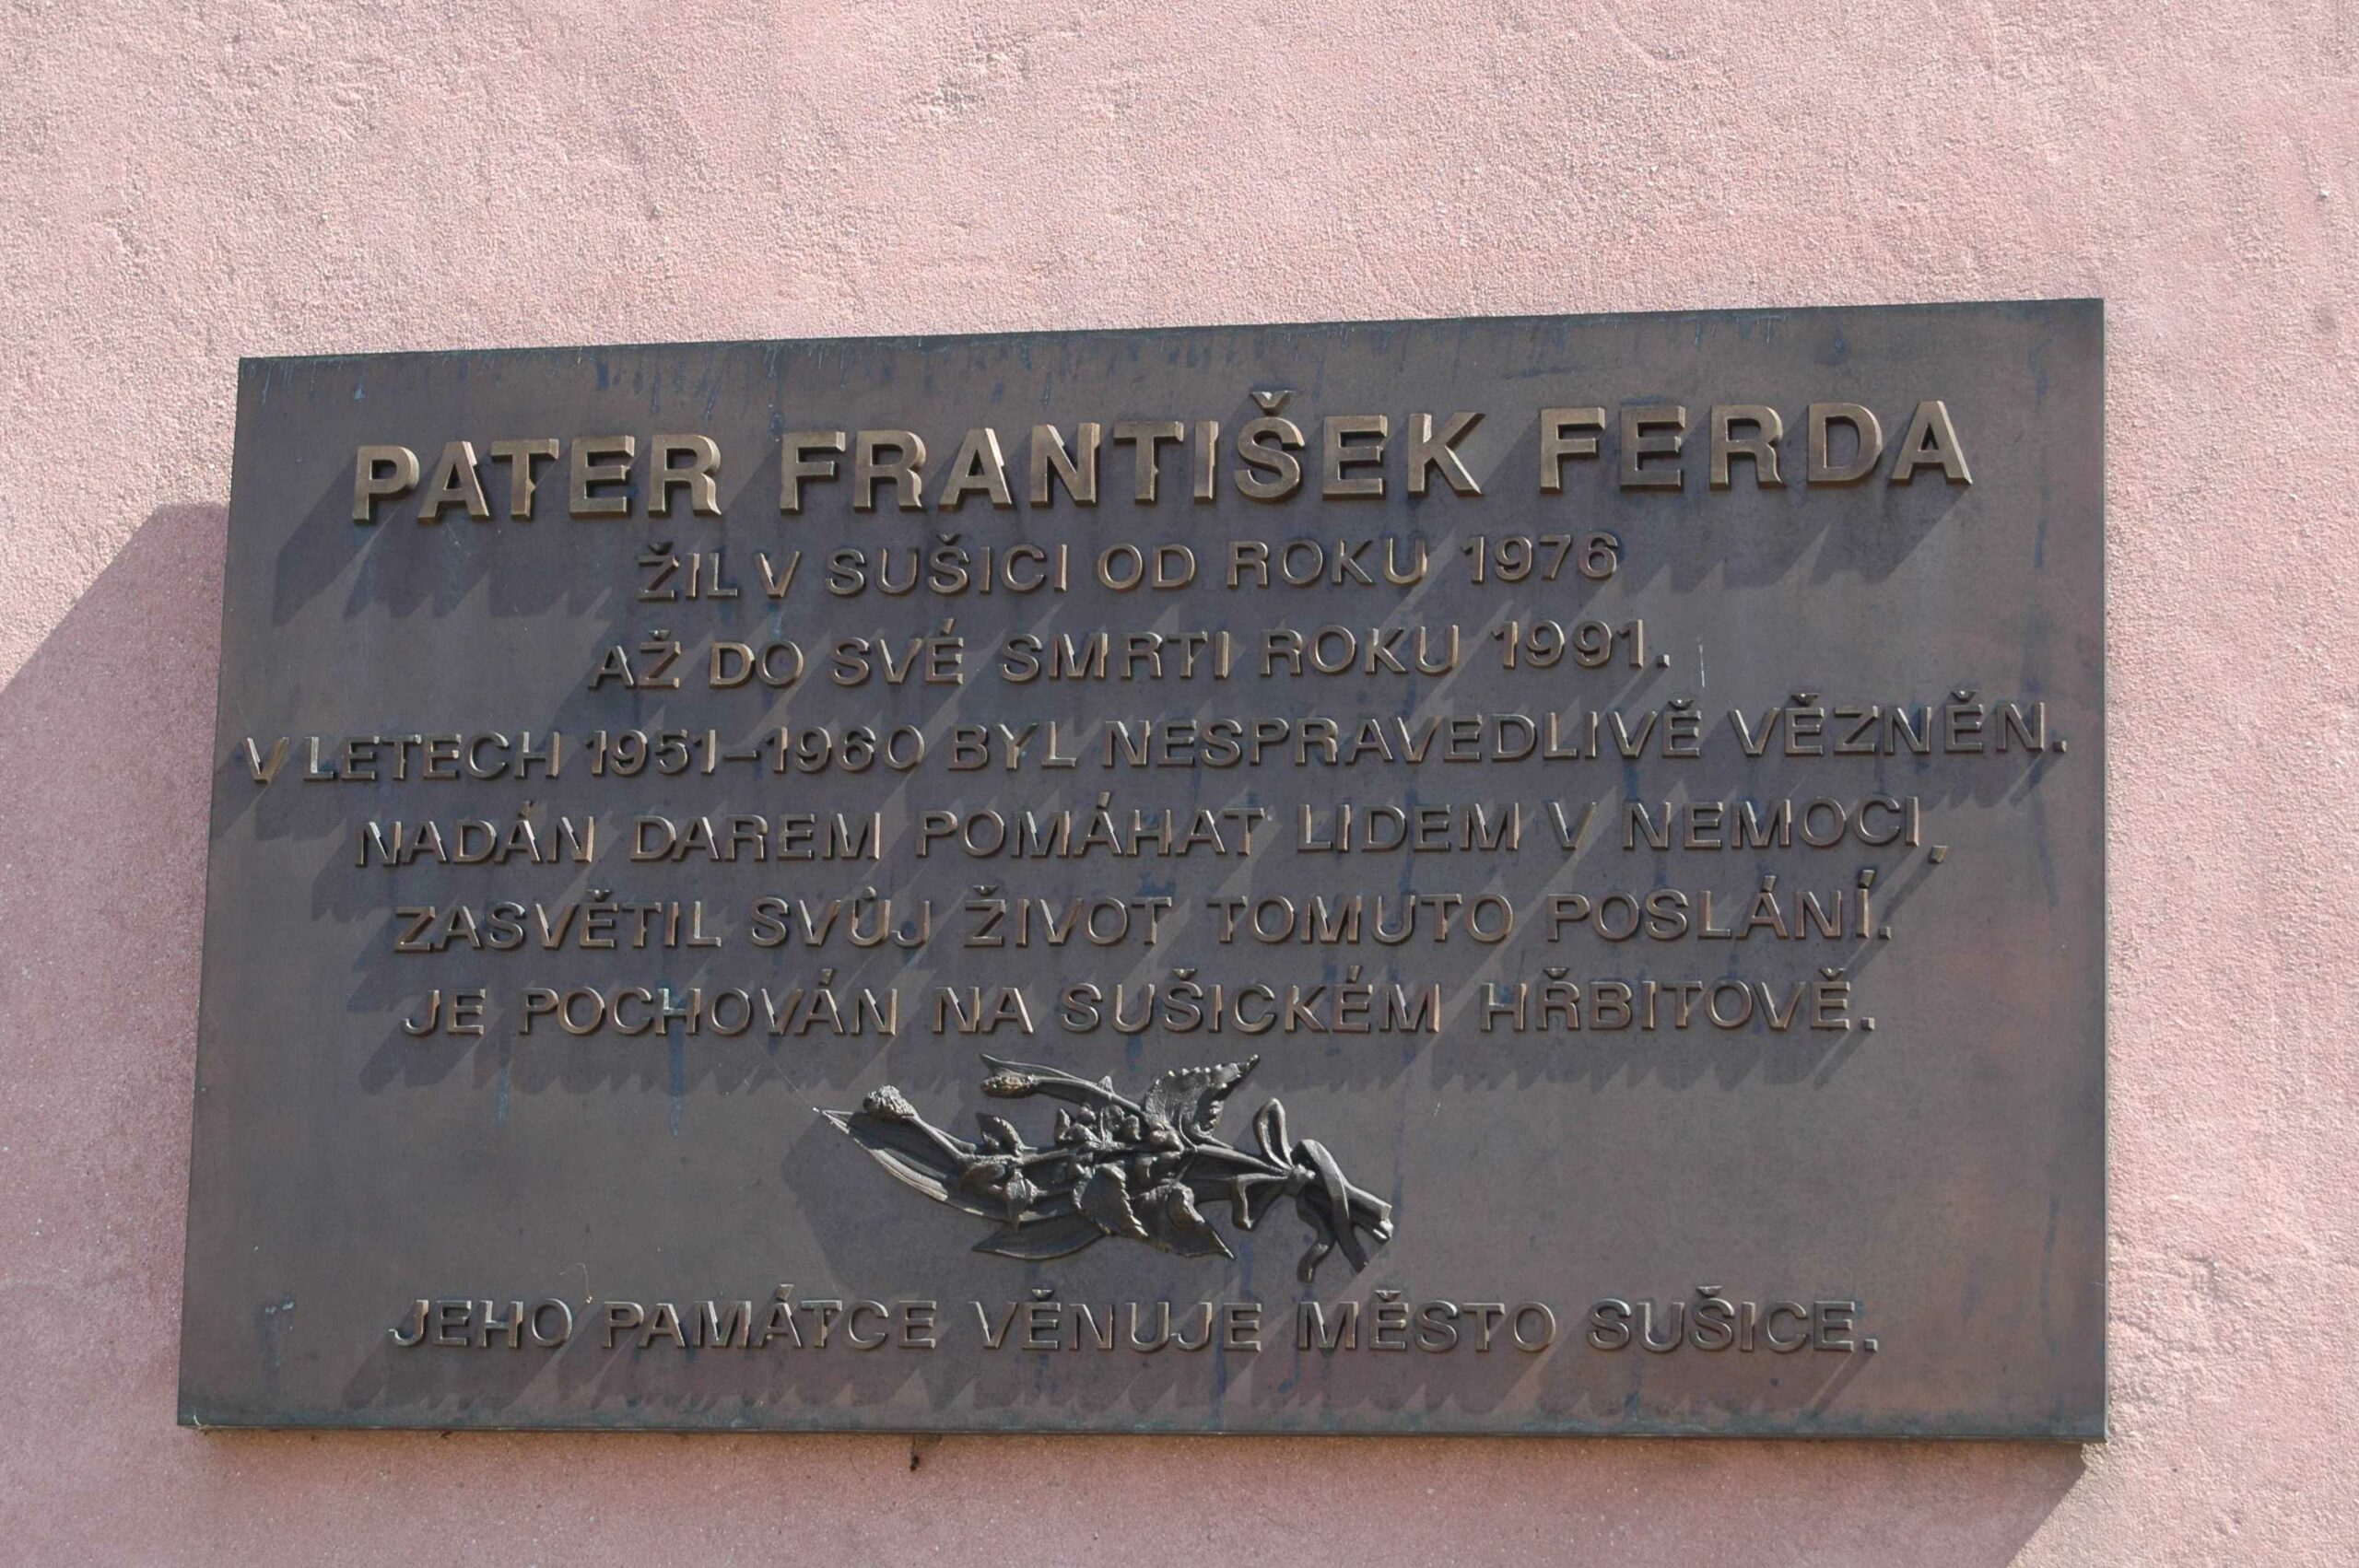 PATER FRANTIŠEK FERDA
ŽIL V SUŠICI OD ROKU 1976
AŽ DO SVÉ SMRTI ROKU 1991.
V LETECH 1951–1960 BYL NESPRAVEDLIVĚ VĚZNĚN.
NADÁN DAREM POMÁHAT LIDEM V NEMOCI,
ZASVĚTIL SVŮJ ŽIVOT TOMUTO POSLÁNÍ.
JE POCHOVÁN NA SUŠICKÉM HŘBITOVĚ.
JEHO PAMÁTCE VĚNUJE MĚSTO SUŠICE.